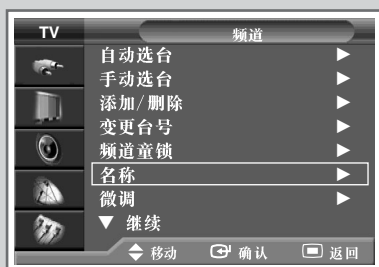 TV 频道
自动选台
手动选台
添加/删除
变更台号
频道童锁
名称
微调
▼ 继续
移动 确认 返回